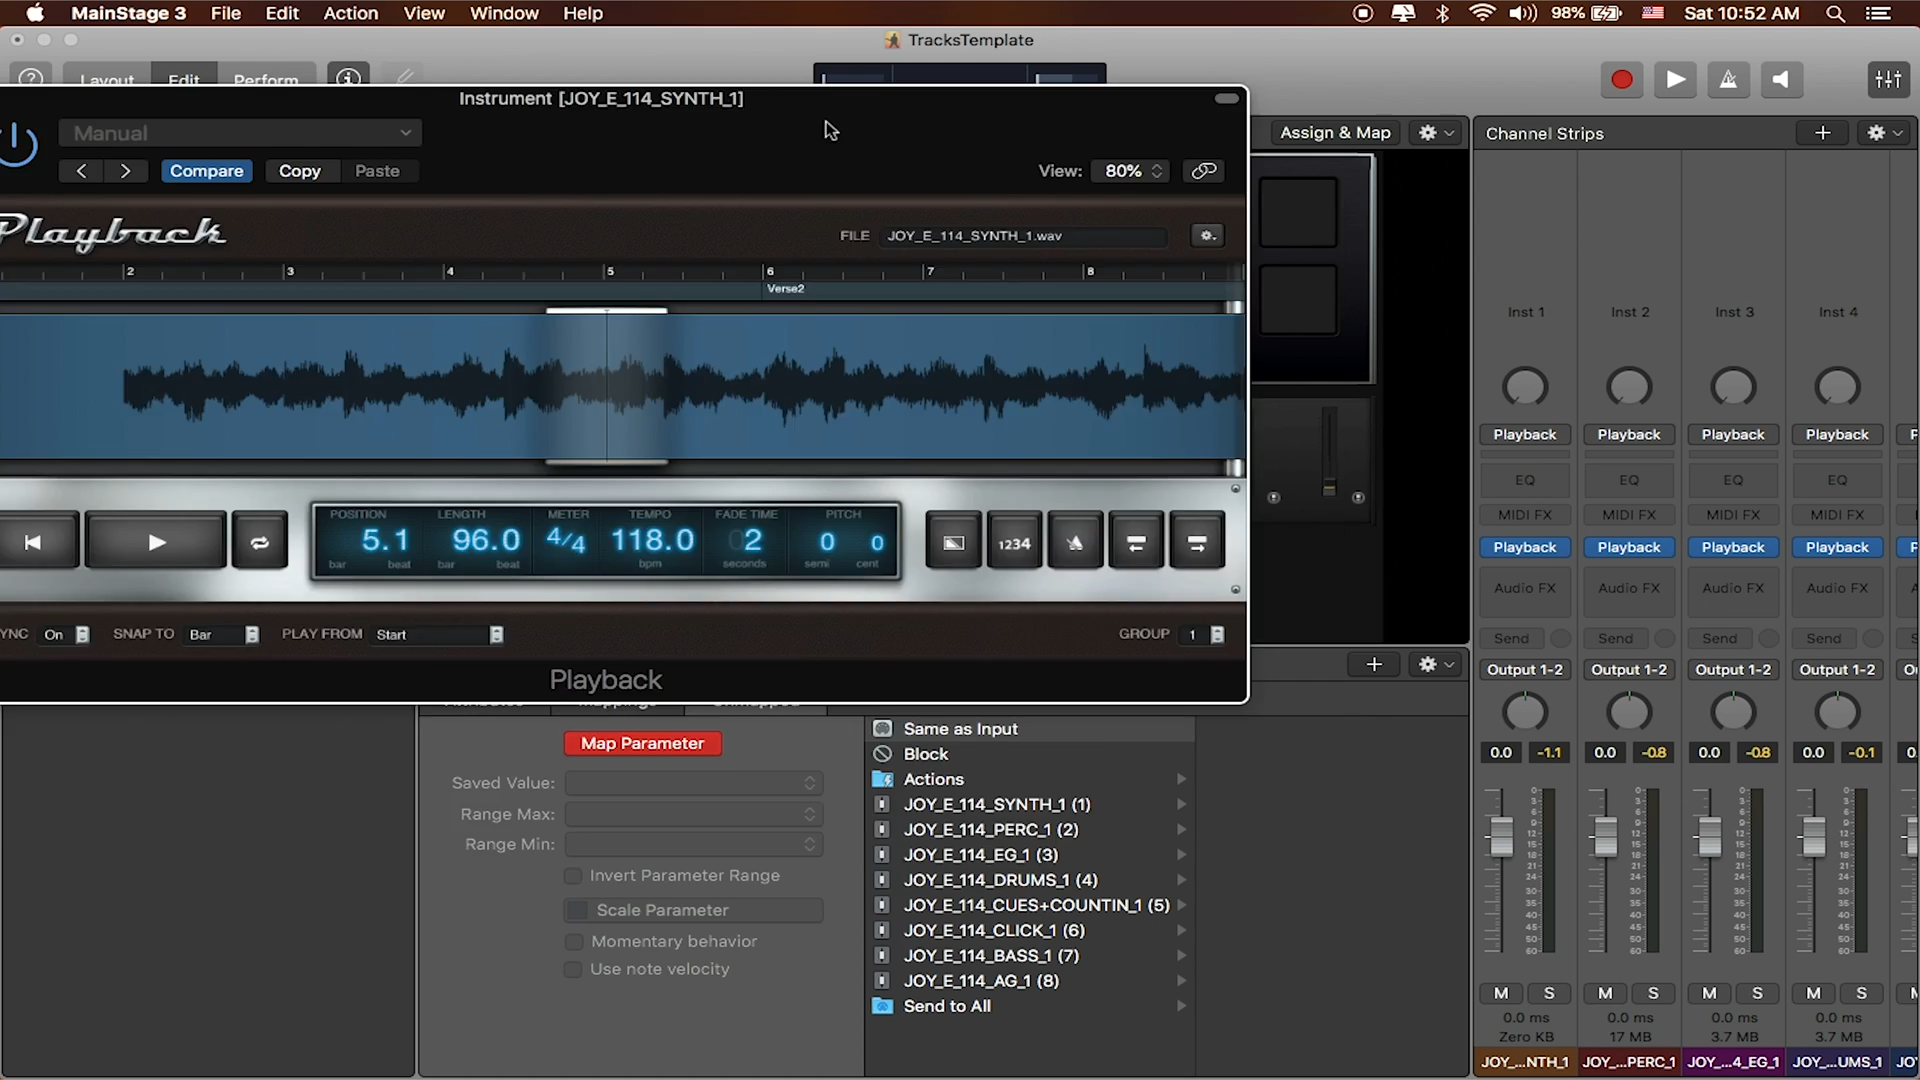 MainStage 3 File Edit Action View Window Help 98% Sat 10:52 AM
TracksTemplate
? Layout Edit Perform
Instrument [JOY_E_114_SYNTH_1]
Manual
Compare Copy Paste View: 80%
Playback FILE JOY_E_114_SYNTH_1.wav
2 3 4 5 6 7 8
Verse2
POSITION LENGTH METER TEMPO FADE TIME PITCH
5.1 96.0 4/4 118.0 2 0 0
bar beat bar beat bpm seconds semi cent
1234
YNC On SNAP TO Bar PLAY FROM Start GROUP 1
Playback
Assign & Map
Map Parameter
Saved Value:
Range Max:
Range Min:
Invert Parameter Range
Scale Parameter
Momentary behavior
Use note velocity
Same as Input
Block
Actions
JOY_E_114_SYNTH_1 (1)
JOY_E_114_PERC_1 (2)
JOY_E_114_EG_1 (3)
JOY_E_114_DRUMS_1 (4)
JOY_E_114_CUES+COUNTIN_1 (5)
JOY_E_114_CLICK_1 (6)
JOY_E_114_BASS_1 (7)
JOY_E_114_AG_1 (8)
Send to All
Channel Strips
Inst 1 Inst 2 Inst 3 Inst 4
Playback Playback Playback Playback
EQ EQ EQ EQ
MIDI FX MIDI FX MIDI FX MIDI FX
Playback Playback Playback Playback
Audio FX Audio FX Audio FX Audio FX
Send Send Send Send
Output 1-2 Output 1-2 Output 1-2 Output 1-2
0.0 -1.1 0.0 -0.8 0.0 -0.8 0.0 -0.1
M S M S M S M S
0.0 ms 0.0 ms 0.0 ms 0.0 ms
Zero KB 17 MB 3.7 MB 3.7 MB
JOY_...NTH_1 JOY_...PERC_1 JOY_...4_EG_1 JOY_...UMS_1 JO